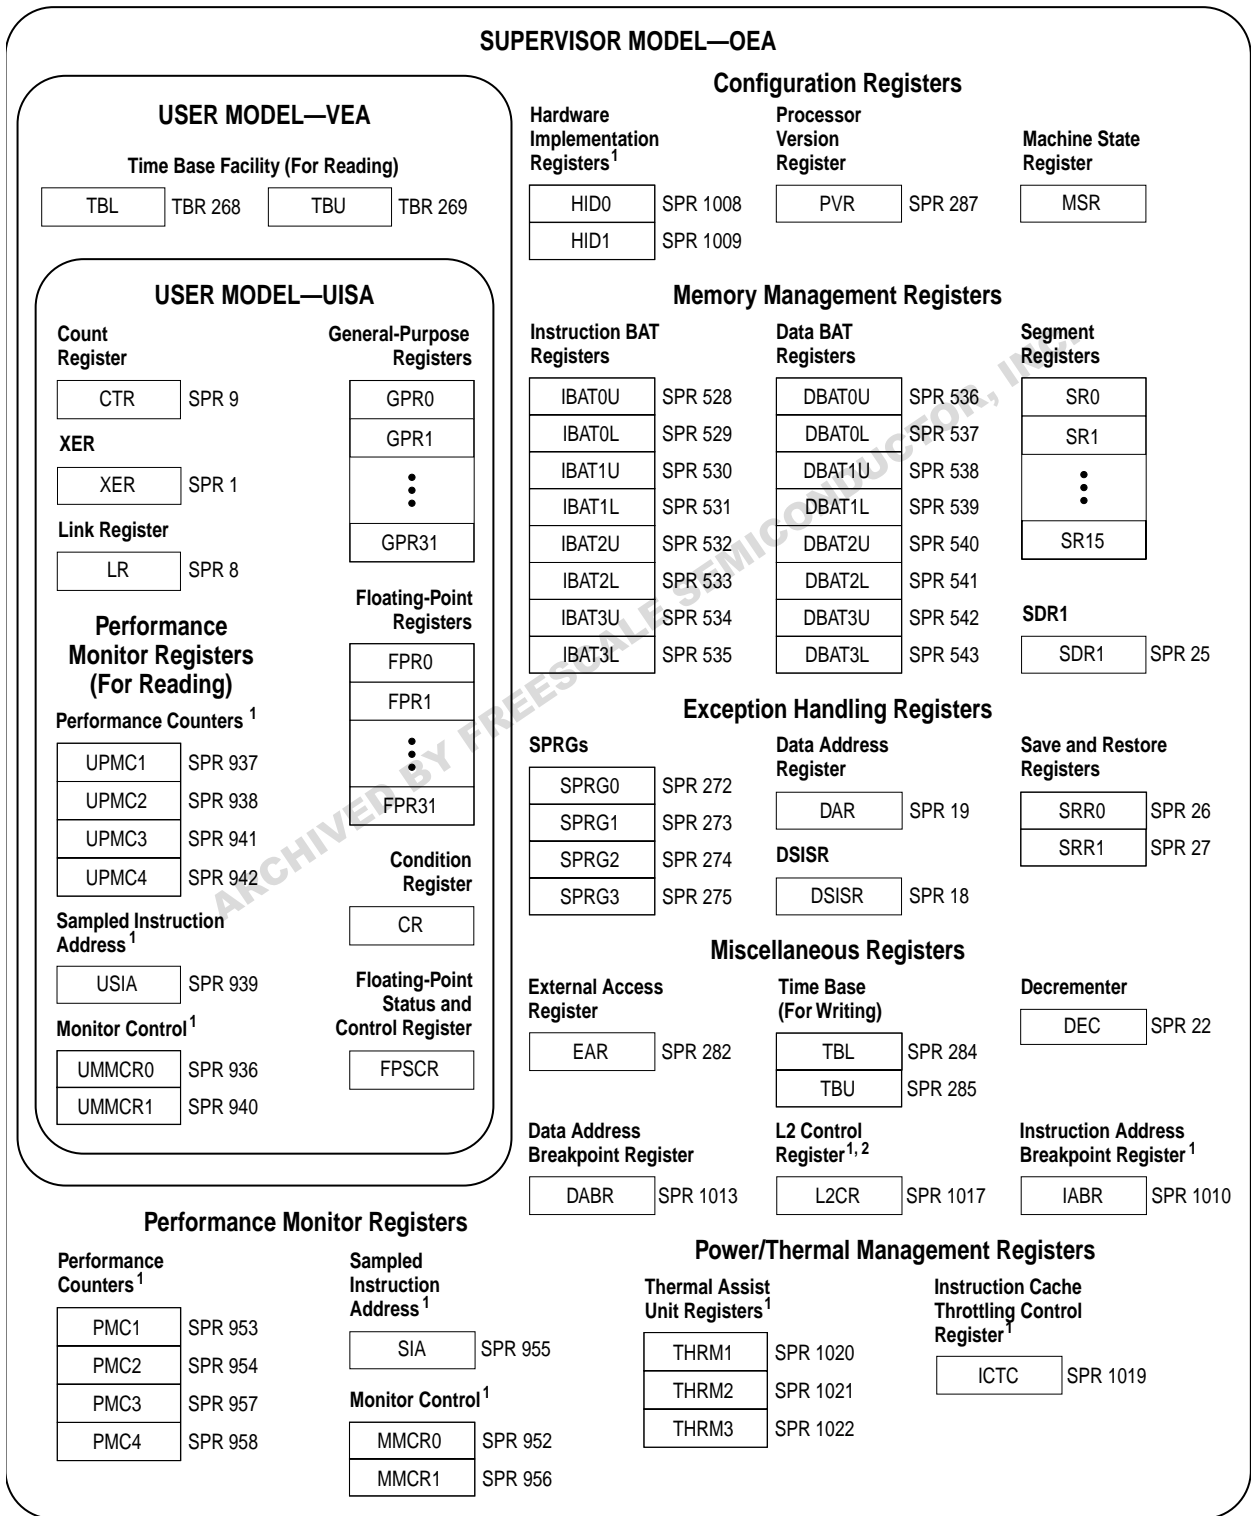 SUPERVISOR MODEL—OEA
USER MODEL—VEA
Time Base Facility (For Reading)
TBL TBR 268 TBU TBR 269
USER MODEL—UISA
Count
Register
CTR SPR 9
XER
XER SPR 1
Link Register
LR SPR 8
Performance
Monitor Registers
(For Reading)
Performance Counters 1
UPMC1 SPR 937
UPMC2 SPR 938
UPMC3 SPR 941
UPMC4 SPR 942
Sampled Instruction
Address 1
USIA SPR 939
Monitor Control 1
UMMCR0 SPR 936
UMMCR1 SPR 940
General-Purpose
Registers
GPR0
GPR1
GPR31
Floating-Point
Registers
FPR0
FPR1
FPR31
Condition
Register
CR
Floating-Point
Status and
Control Register
FPSCR
Configuration Registers
Hardware
Implementation
Registers 1
HID0 SPR 1008
HID1 SPR 1009
Processor
Version
Register
PVR SPR 287
Machine State
Register
MSR
Memory Management Registers
Instruction BAT
Registers
IBAT0U SPR 528
IBAT0L SPR 529
IBAT1U SPR 530
IBAT1L SPR 531
IBAT2U SPR 532
IBAT2L SPR 533
IBAT3U SPR 534
IBAT3L SPR 535
Data BAT
Registers
DBAT0U SPR 536
DBAT0L SPR 537
DBAT1U SPR 538
DBAT1L SPR 539
DBAT2U SPR 540
DBAT2L SPR 541
DBAT3U SPR 542
DBAT3L SPR 543
Segment
Registers
SR0
SR1
SR15
SDR1
SDR1 SPR 25
Exception Handling Registers
SPRGs
SPRG0 SPR 272
SPRG1 SPR 273
SPRG2 SPR 274
SPRG3 SPR 275
Data Address
Register
DAR SPR 19
DSISR
DSISR SPR 18
Save and Restore
Registers
SRR0 SPR 26
SRR1 SPR 27
Miscellaneous Registers
External Access
Register
EAR SPR 282
Time Base
(For Writing)
TBL SPR 284
TBU SPR 285
Decrementer
DEC SPR 22
Data Address
Breakpoint Register
DABR SPR 1013
L2 Control
Register 1, 2
L2CR SPR 1017
Instruction Address
Breakpoint Register 1
IABR SPR 1010
Performance Monitor Registers
Performance
Counters 1
PMC1 SPR 953
PMC2 SPR 954
PMC3 SPR 957
PMC4 SPR 958
Sampled
Instruction
Address 1
SIA SPR 955
Monitor Control 1
MMCR0 SPR 952
MMCR1 SPR 956
Power/Thermal Management Registers
Thermal Assist
Unit Registers 1
THRM1 SPR 1020
THRM2 SPR 1021
THRM3 SPR 1022
Instruction Cache
Throttling Control
Register 1
ICTC SPR 1019
ARCHIVED BY FREESCALE SEMICONDUCTOR, INC.